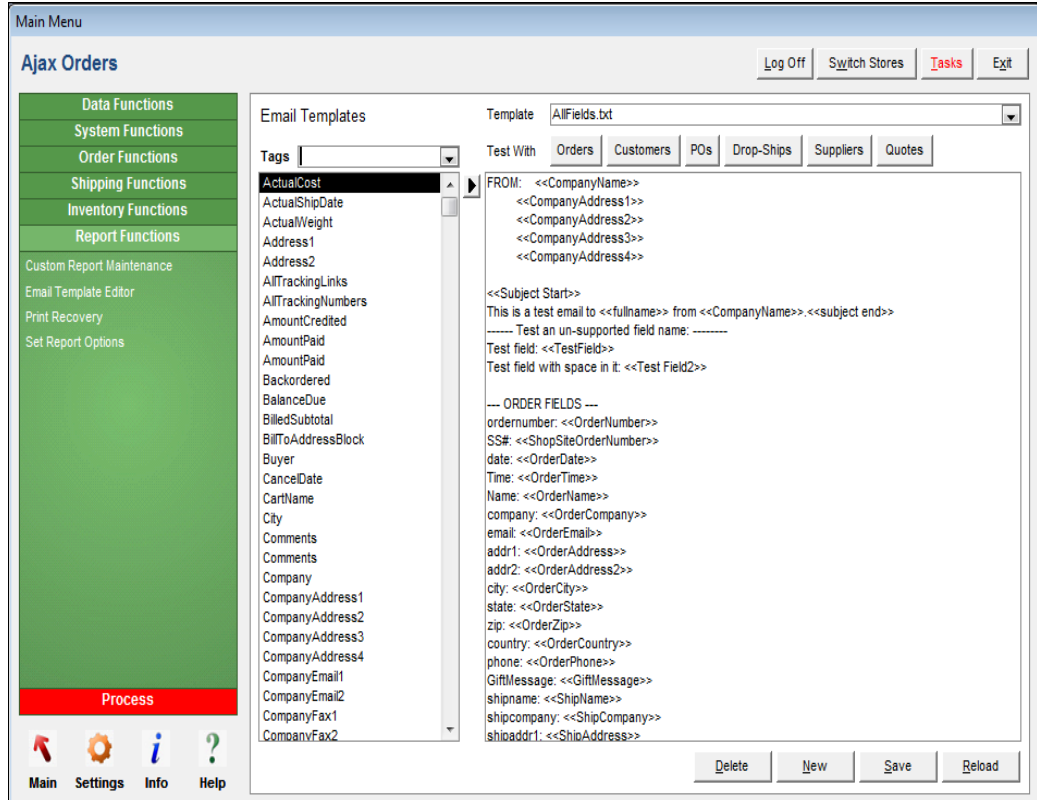 Main Menu
Ajax Orders
Log Off
Switch Stores
Tasks
Exit
Data Functions
System Functions
Order Functions
Shipping Functions
Inventory Functions
Report Functions
Custom Report Maintenance
Email Template Editor
Print Recovery
Set Report Options
Process
Main
Settings
Info
Help
Email Templates
Template AllFields.txt
Tags
Test With Orders Customers POs Drop-Ships Suppliers Quotes
ActualCost
ActualShipDate
ActualWeight
Address1
Address2
AllTrackingLinks
AllTrackingNumbers
AmountCredited
AmountPaid
AmountPaid
Backordered
BalanceDue
BilledSubtotal
BillToAddressBlock
Buyer
CancelDate
CartName
City
Comments
Comments
Company
CompanyAddress1
CompanyAddress2
CompanyAddress3
CompanyAddress4
CompanyEmail1
CompanyEmail2
CompanyFax1
CompanyFax2
FROM: <<CompanyName>>
<<CompanyAddress1>>
<<CompanyAddress2>>
<<CompanyAddress3>>
<<CompanyAddress4>>
<<Subject Start>>
This is a test email to <<fullname>> from <<CompanyName>>.<<subject end>>
------ Test an un-supported field name: --------
Test field: <<TestField>>
Test field with space in it: <<Test Field2>>
--- ORDER FIELDS ---
ordernumber: <<OrderNumber>>
SS#: <<ShopSiteOrderNumber>>
date: <<OrderDate>>
Time: <<OrderTime>>
Name: <<OrderName>>
company: <<OrderCompany>>
email: <<OrderEmail>>
addr1: <<OrderAddress>>
addr2: <<OrderAddress2>>
city: <<OrderCity>>
state: <<OrderState>>
zip: <<OrderZip>>
country: <<OrderCountry>>
phone: <<OrderPhone>>
GiftMessage: <<GiftMessage>>
shipname: <<ShipName>>
shipcompany: <<ShipCompany>>
shipaddr1: <<ShipAddress>>
Delete
New
Save
Reload